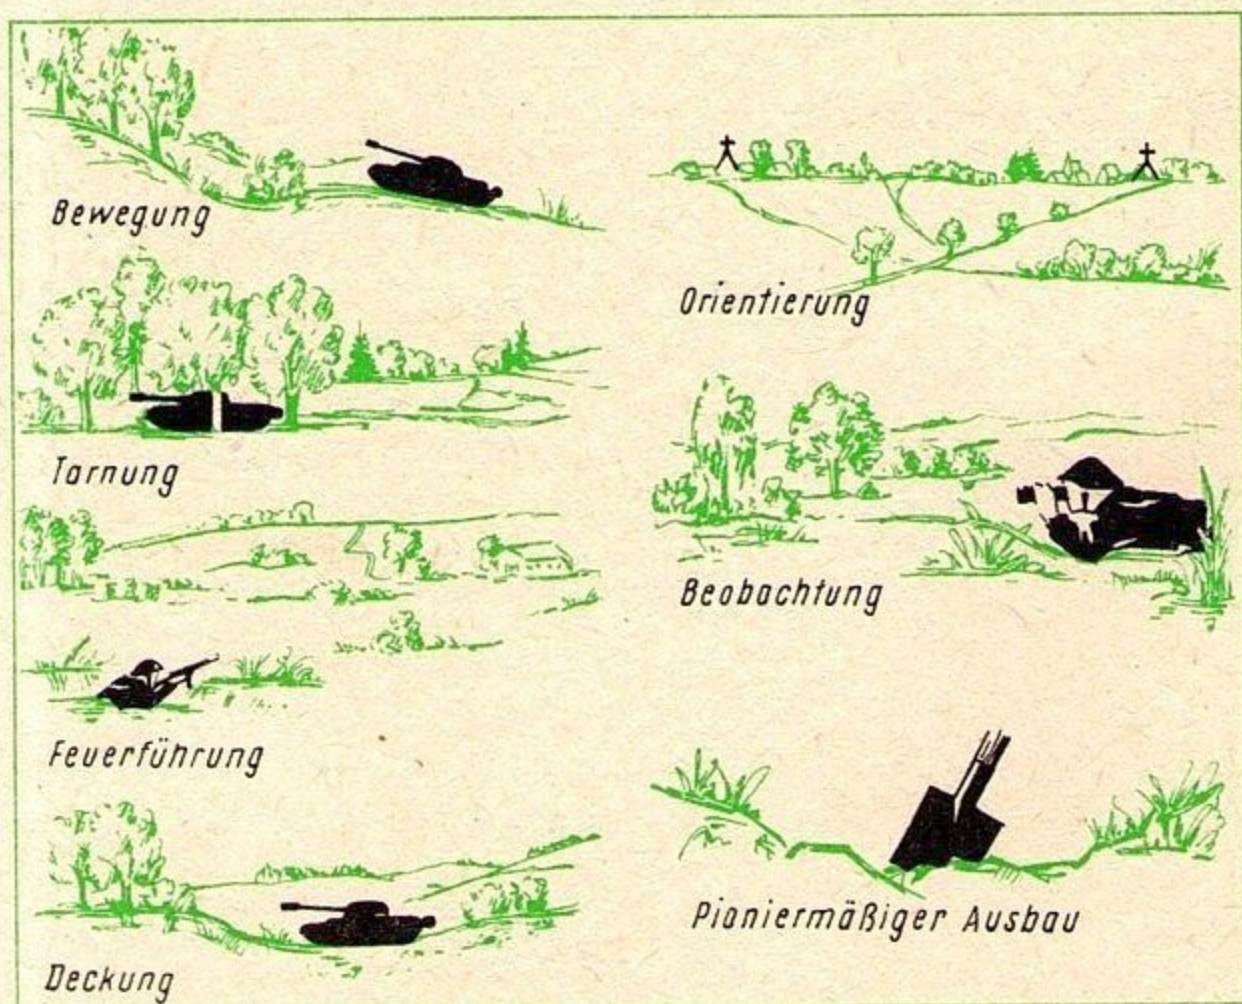 Bewegung
Tarnung
Feuerführung
Deckung
Orientierung
Beobachtung
Pioniermäßiger Ausbau